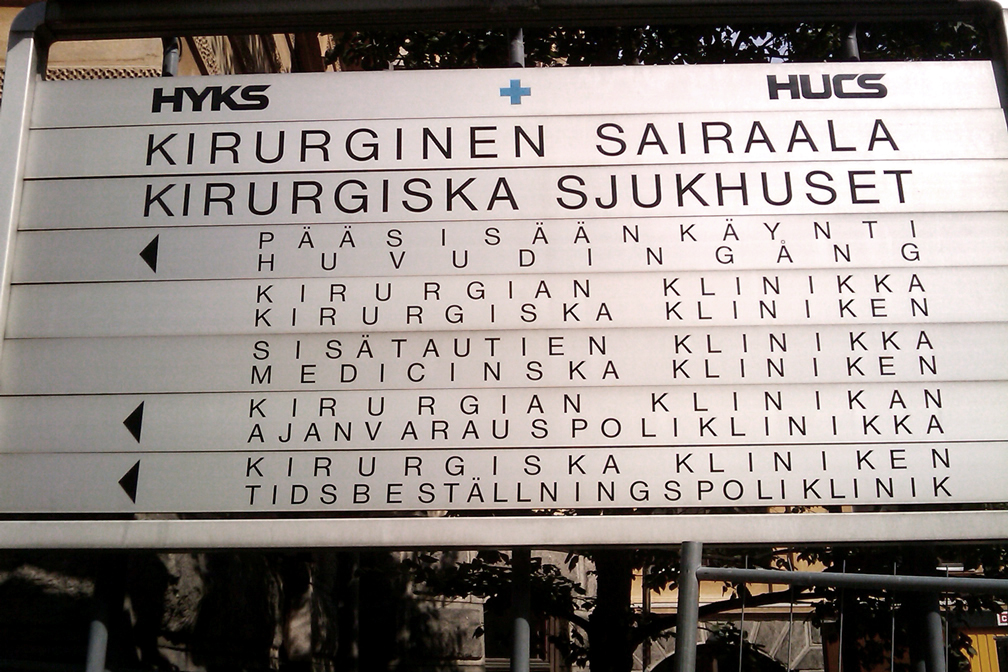 HYKS HUCS
KIRURGINEN SAIRAALA
KIRURGISKA SJUKHUSET
PÄÄSISÄÄNKÄYNTI
HUVUDINGÅNG
KIRURGIAN KLINIKKA
KIRURGISKA KLINIKEN
SISÄTAUTIEN KLINIKKA
MEDICINSKA KLINIKEN
KIRURGIAN KLINIKAN
AJANVARAUSPOLIKLINIKKA
KIRURGISKA KLINIKEN
TIDSBESTÄLLNINGSPOLIKLINIK